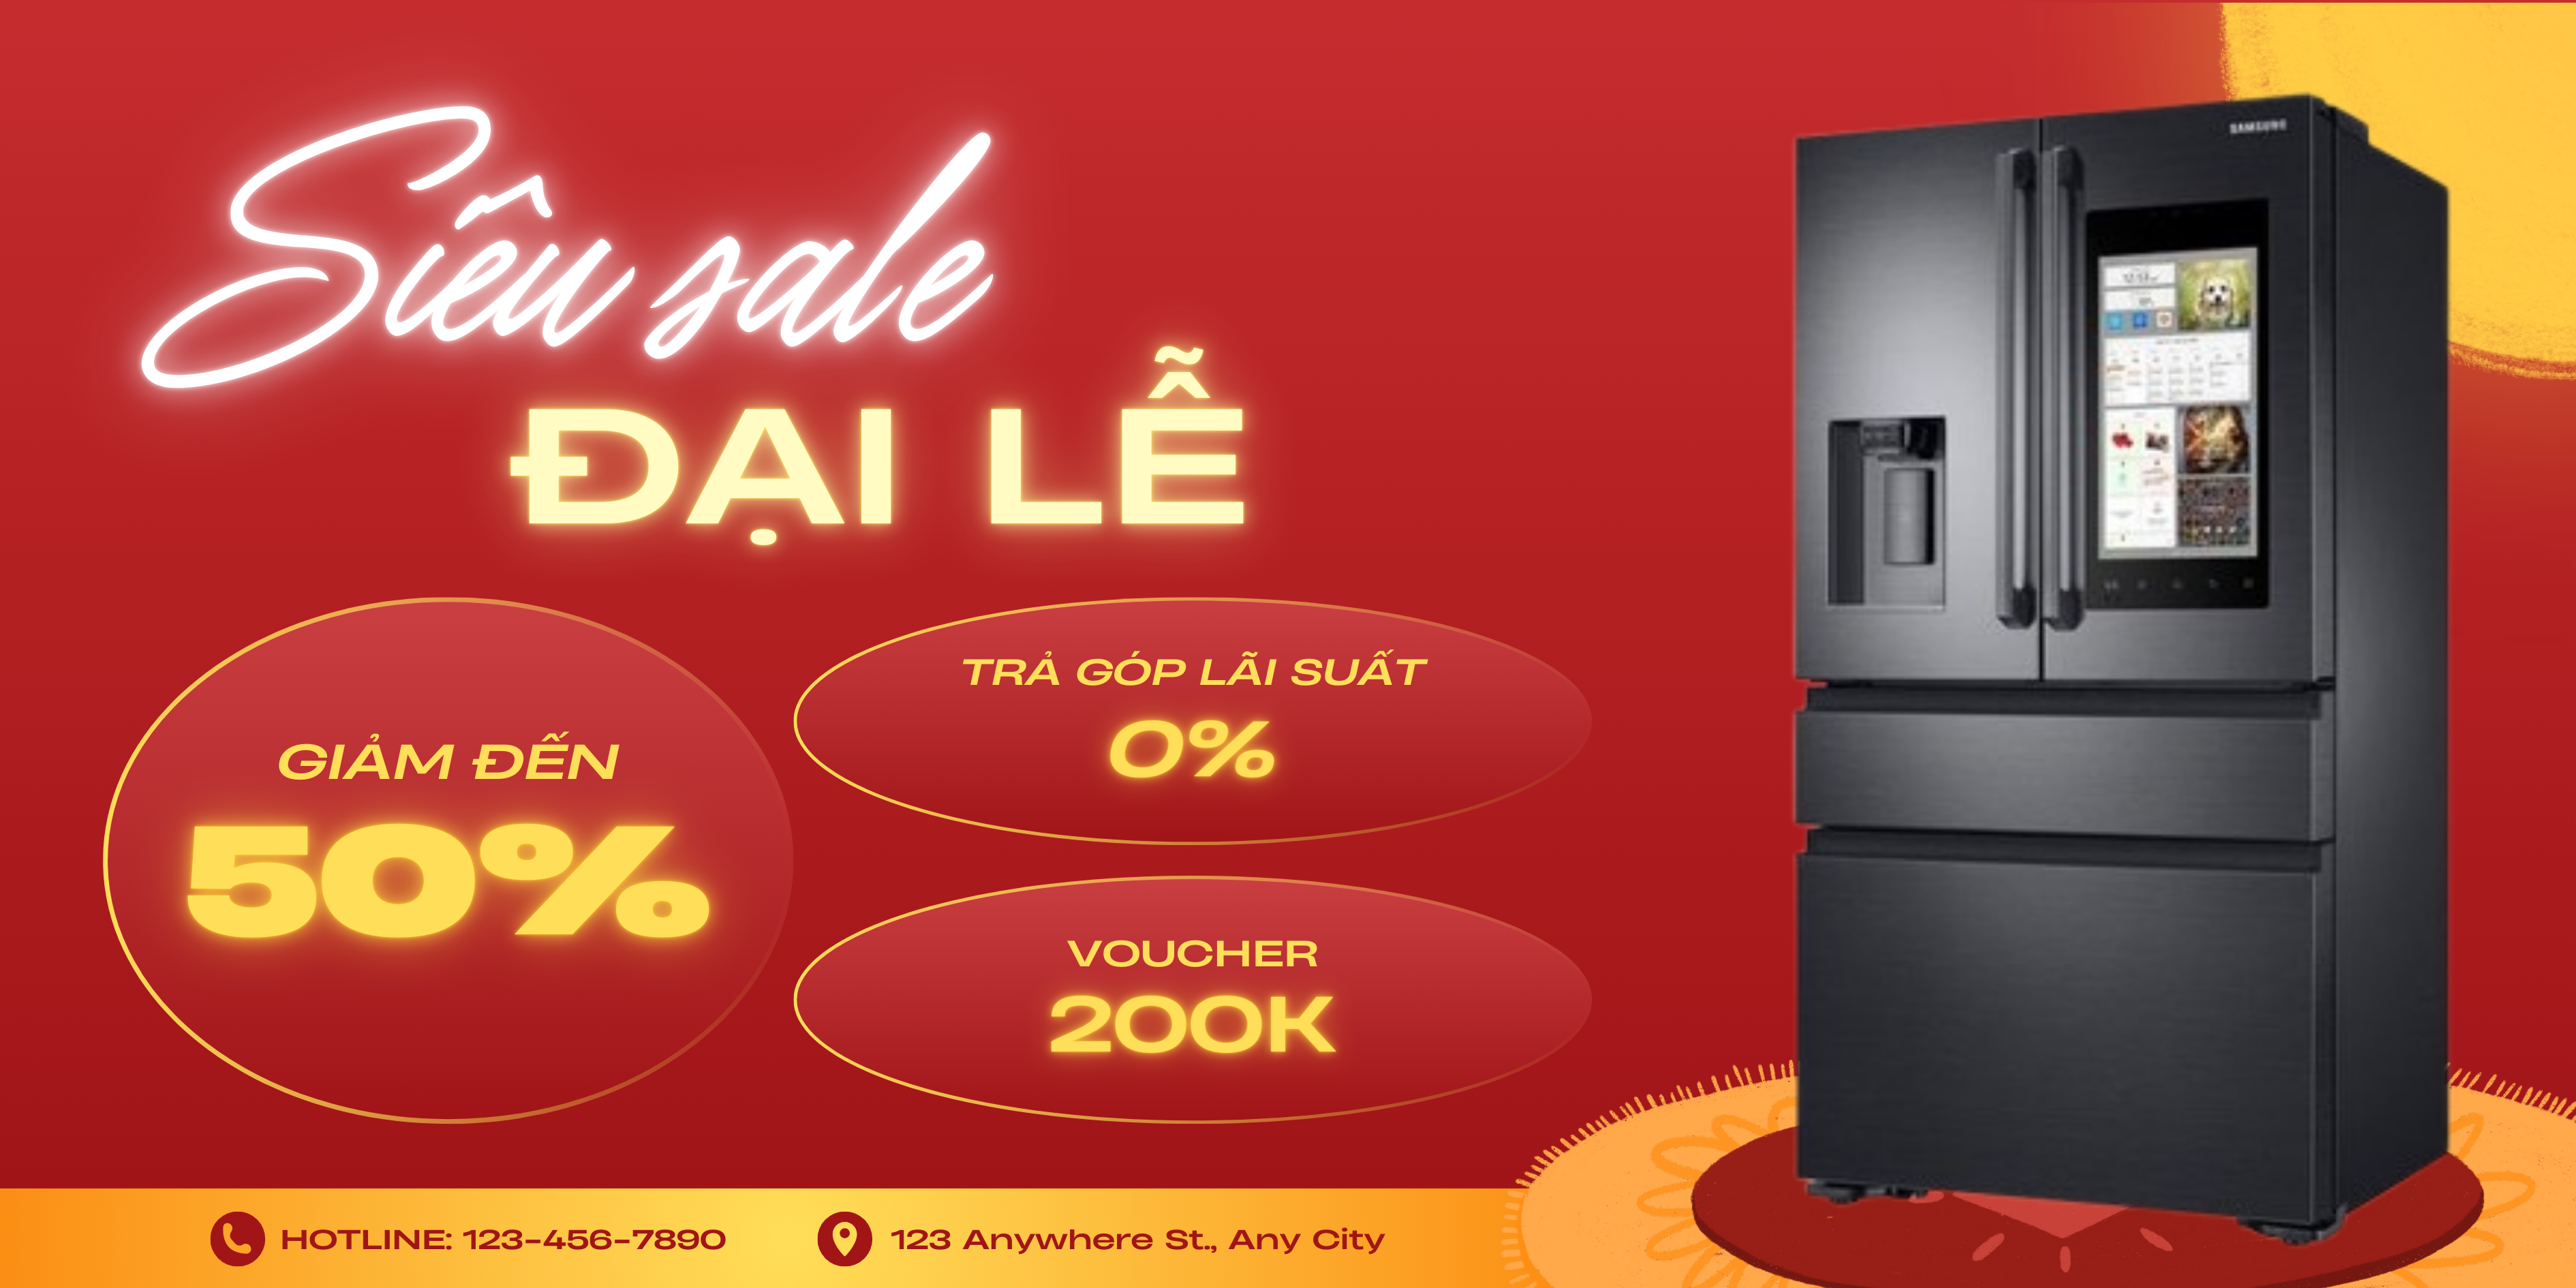 Siêu sale
ĐẠI LỄ
GIẢM ĐẾN
50%
TRẢ GÓP LÃI SUẤT
0%
VOUCHER
200K
HOTLINE: 123-456-7890
123 Anywhere St., Any City
SAMSUNG